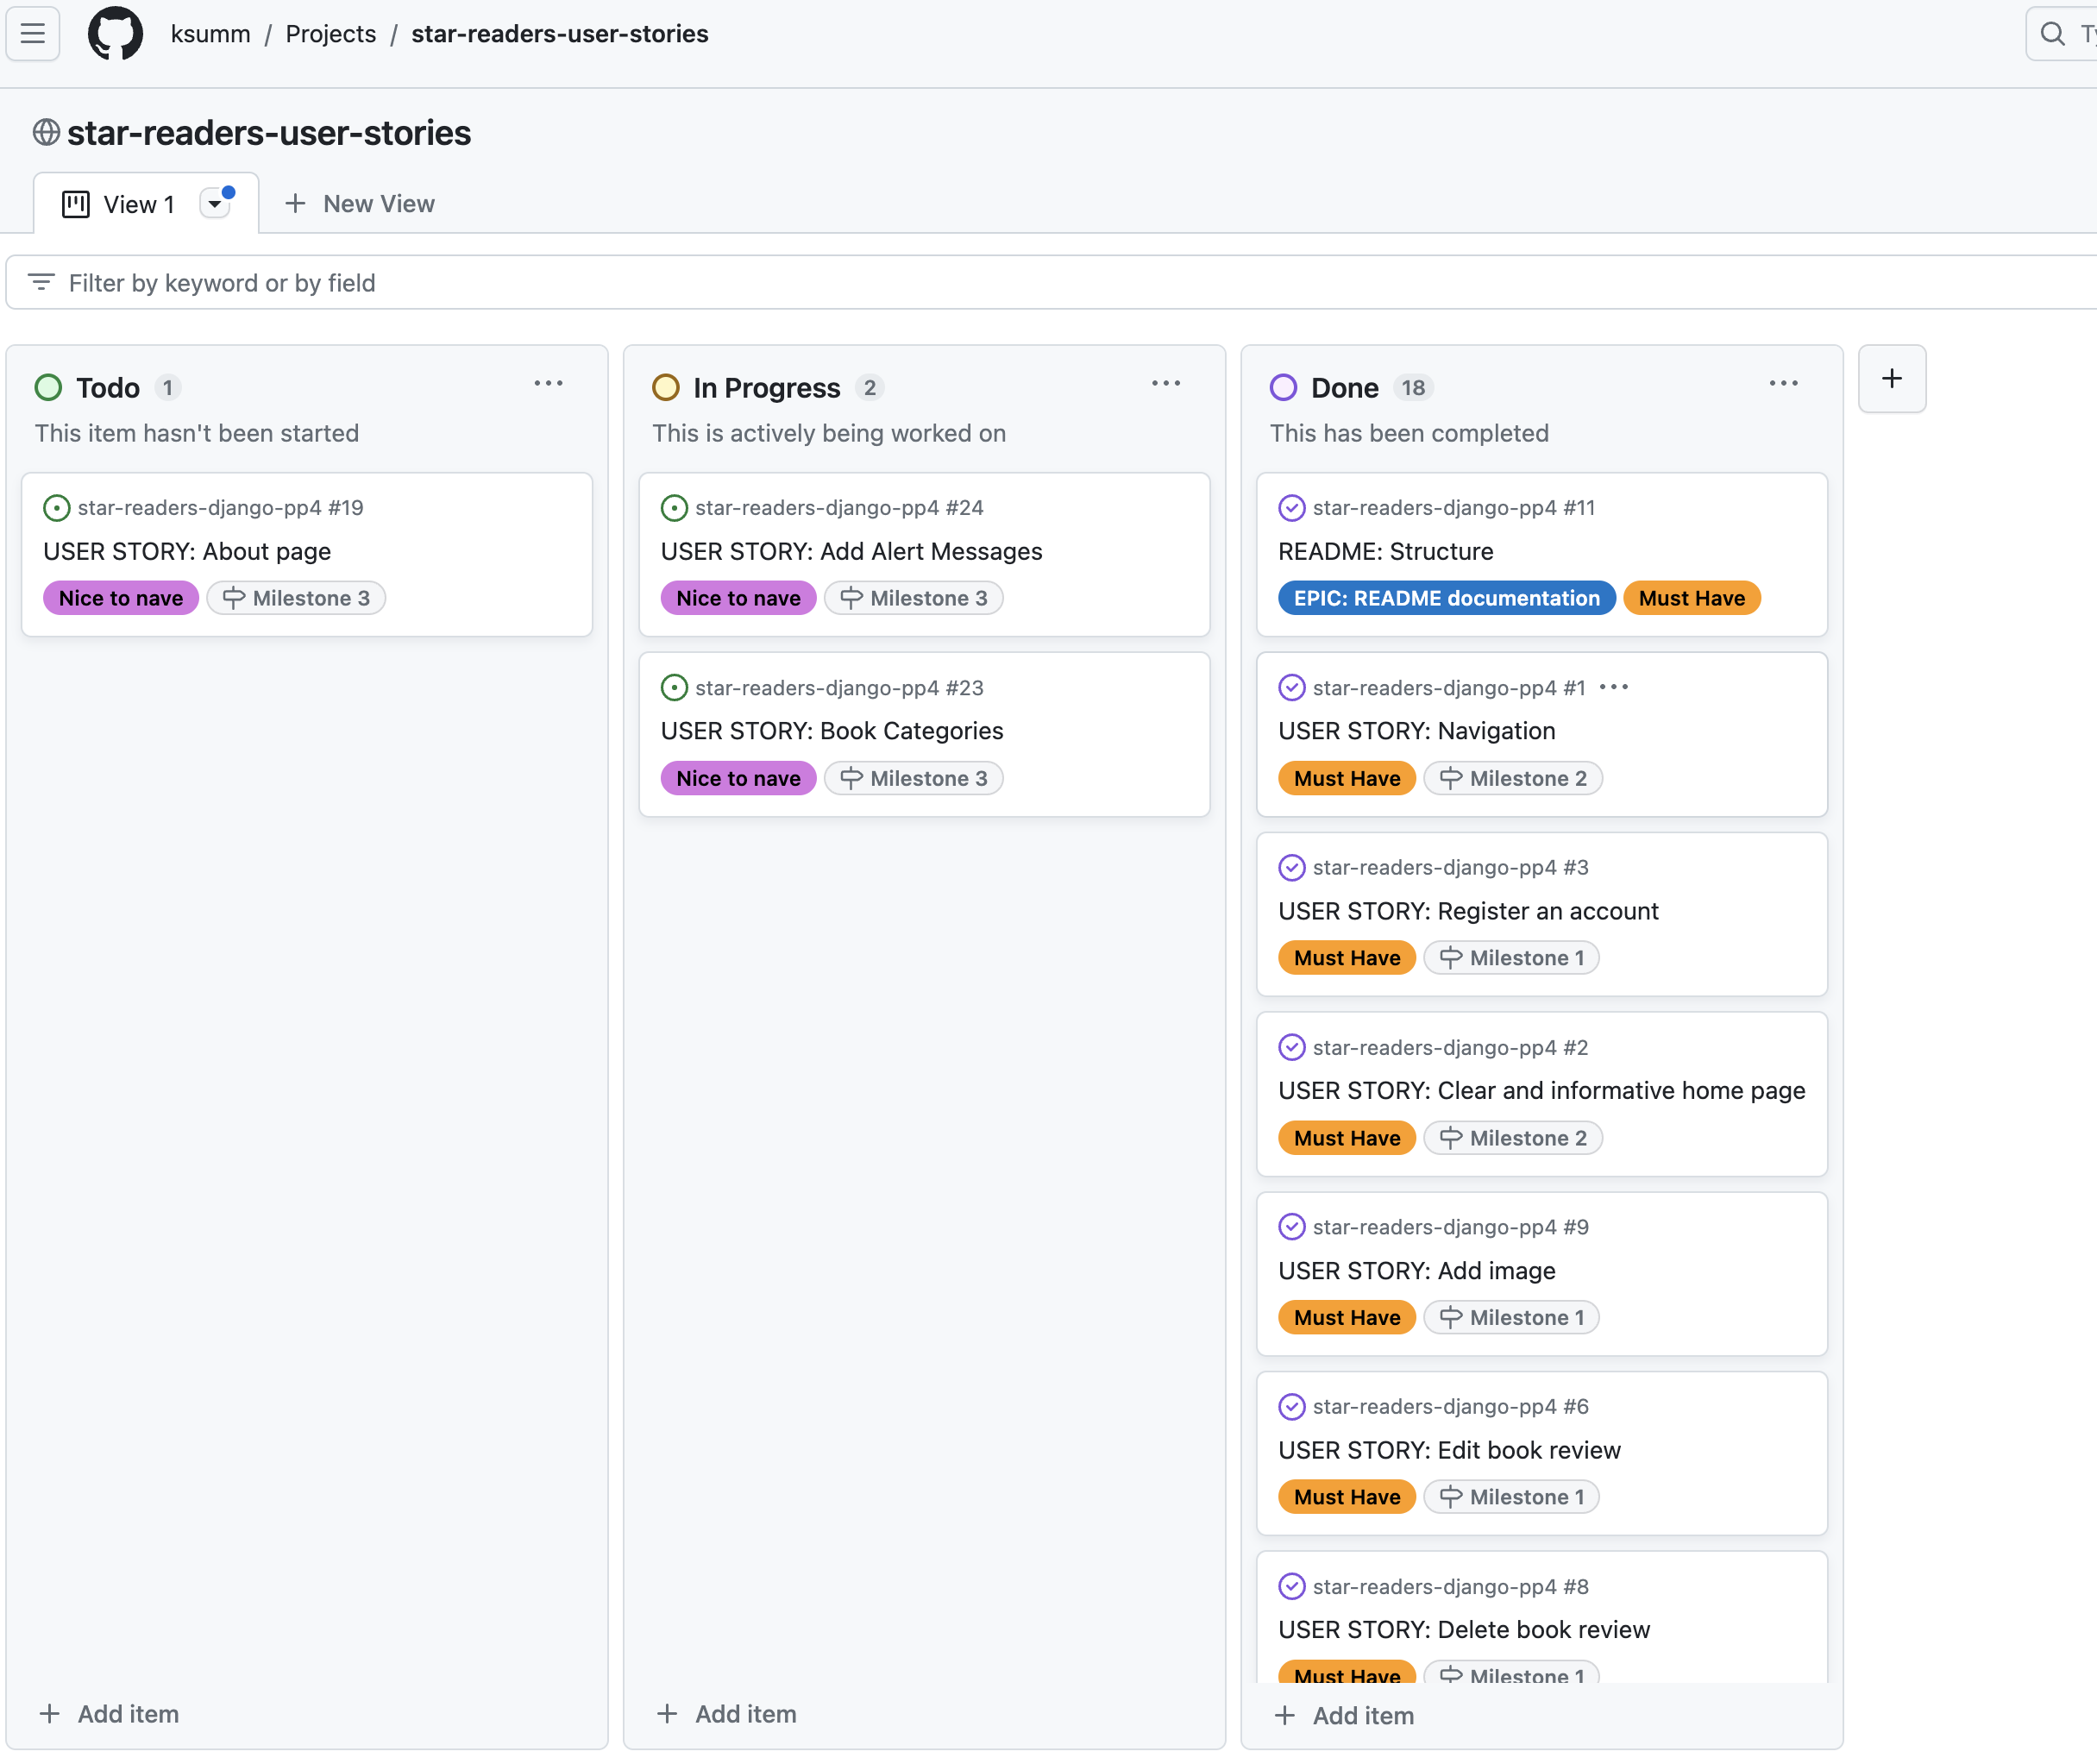 ksumm / Projects / star-readers-user-stories
star-readers-user-stories
View 1
New View
Filter by keyword or by field
Todo 1
This item hasn't been started
star-readers-django-pp4 #19
USER STORY: About page
Nice to nave Milestone 3
Add item
In Progress 2
This is actively being worked on
star-readers-django-pp4 #24
USER STORY: Add Alert Messages
Nice to nave Milestone 3
star-readers-django-pp4 #23
USER STORY: Book Categories
Nice to nave Milestone 3
Add item
Done 18
This has been completed
star-readers-django-pp4 #11
README: Structure
EPIC: README documentation Must Have
star-readers-django-pp4 #1
USER STORY: Navigation
Must Have Milestone 2
star-readers-django-pp4 #3
USER STORY: Register an account
Must Have Milestone 1
star-readers-django-pp4 #2
USER STORY: Clear and informative home page
Must Have Milestone 2
star-readers-django-pp4 #9
USER STORY: Add image
Must Have Milestone 1
star-readers-django-pp4 #6
USER STORY: Edit book review
Must Have Milestone 1
star-readers-django-pp4 #8
USER STORY: Delete book review
Must Have Milestone 1
Add item